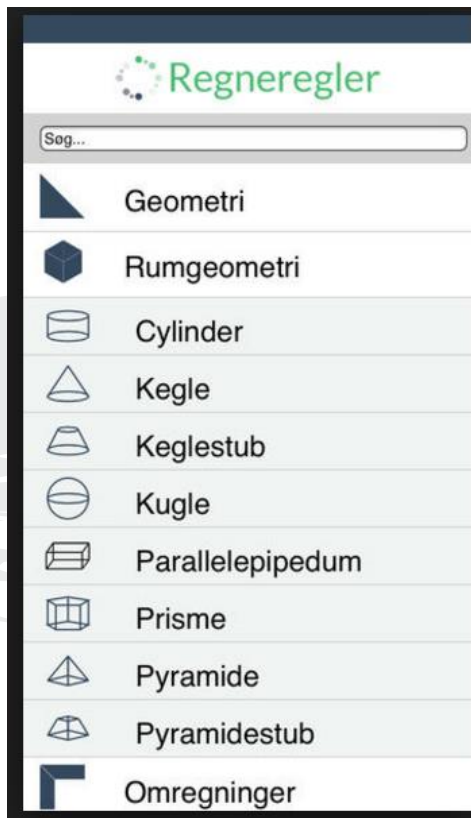 Regneregler
Søg...
Geometri
Rumgeometri
Cylinder
Kegle
Keglestub
Kugle
Parallelepipedum
Prisme
Pyramide
Pyramidestub
Omregninger